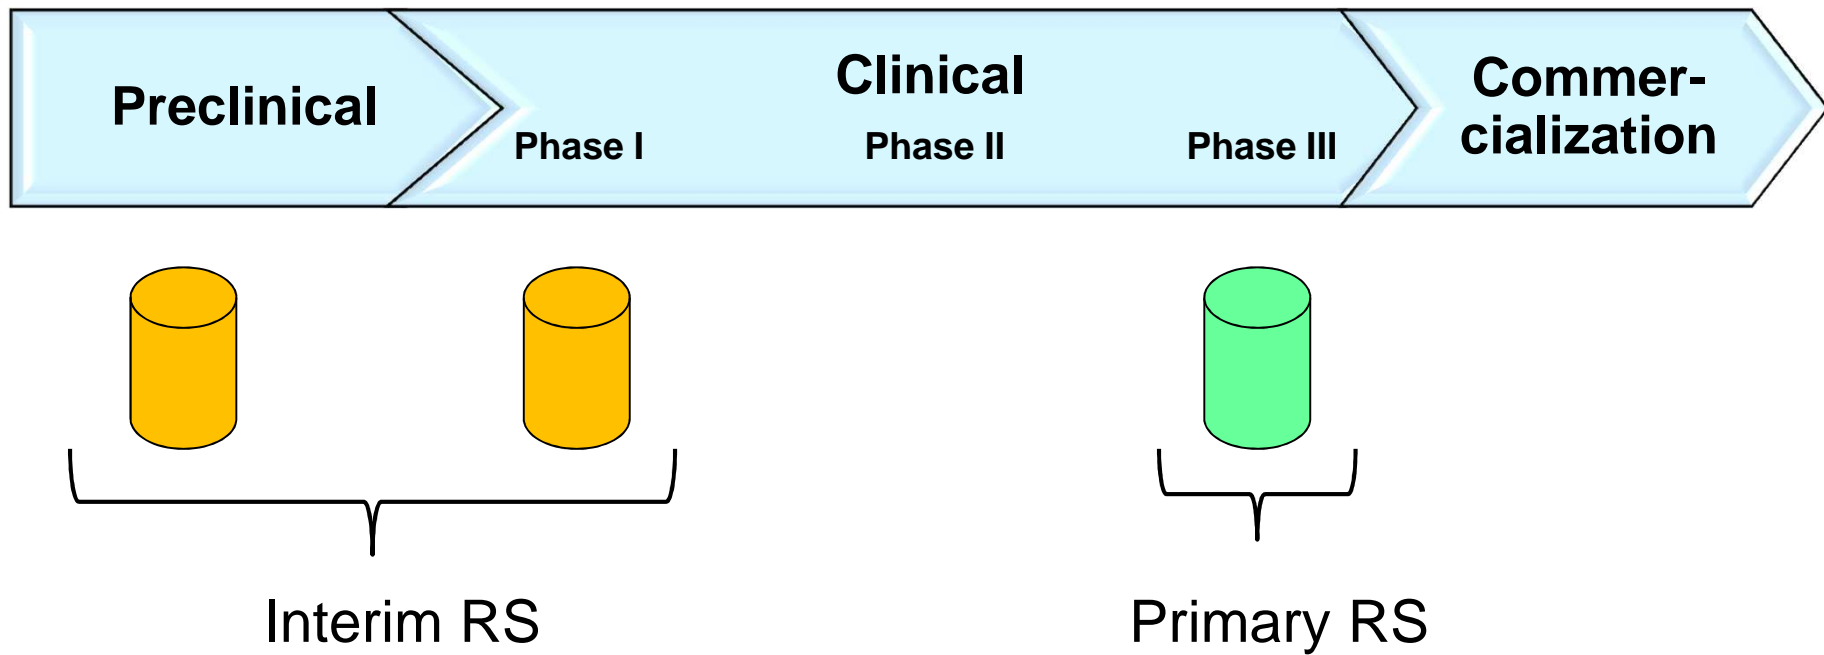 Preclinical
Clinical
Phase I
Phase II
Phase III
Commer-
cialization
Interim RS
Primary RS